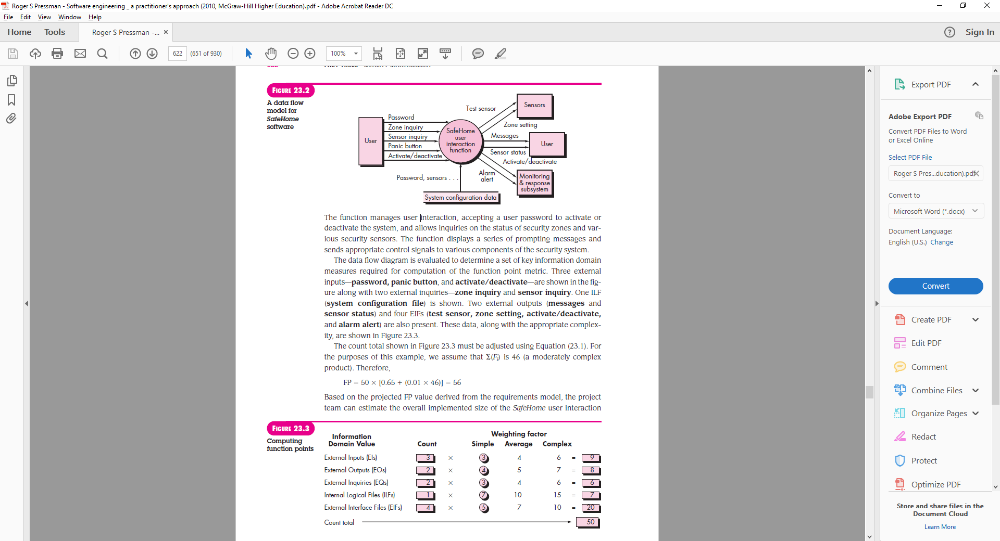 Roger S Pressman - Software engineering _ a practitioner's approach (2010, McGraw-Hill Higher Education).pdf - Adobe Acrobat Reader DC
File Edit View Window Help
Home Tools Roger S Pressman -... × ? Sign In
622 (651 of 930) 100%
622 PART THREE QUALITY MANAGEMENT
FIGURE 23.2
A data flow
model for
SafeHome
software
User
Password
Zone inquiry
Sensor inquiry
Panic button
Activate/deactivate
SafeHome
user
interaction
function
Test sensor
Sensors
Zone setting
Messages
User
Sensor status
Activate/deactivate
Alarm
alert
Monitoring
& response
subsystem
Password, sensors . . .
System configuration data
The function manages user interaction, accepting a user password to activate or
deactivate the system, and allows inquiries on the status of security zones and var-
ious security sensors. The function displays a series of prompting messages and
sends appropriate control signals to various components of the security system.
The data flow diagram is evaluated to determine a set of key information domain
measures required for computation of the function point metric. Three external
inputs—password, panic button, and activate/deactivate—are shown in the fig-
ure along with two external inquiries—zone inquiry and sensor inquiry. One ILF
(system configuration file) is shown. Two external outputs (messages and
sensor status) and four EIFs (test sensor, zone setting, activate/deactivate,
and alarm alert) are also present. These data, along with the appropriate complex-
ity, are shown in Figure 23.3.
The count total shown in Figure 23.3 must be adjusted using Equation (23.1). For
the purposes of this example, we assume that Σ(Fi) is 46 (a moderately complex
product). Therefore,
FP = 50 × [0.65 + (0.01 × 46)] = 56
Based on the projected FP value derived from the requirements model, the project
team can estimate the overall implemented size of the SafeHome user interaction
FIGURE 23.3
Computing
function points
Weighting factor
Information
Domain Value Count Simple Average Complex
External Inputs (EIs) 3 × 3 4 6 = 9
External Outputs (EOs) 2 × 4 5 7 = 8
External Inquiries (EQs) 2 × 3 4 6 = 6
Internal Logical Files (ILFs) 1 × 7 10 15 = 7
External Interface Files (EIFs) 4 × 5 7 10 = 20
Count total 50
Export PDF
Adobe Export PDF
Convert PDF Files to Word
or Excel Online
Select PDF File
Roger S Pres...ducation).pdf
Convert to
Microsoft Word (*.docx)
Document Language:
English (U.S.) Change
Convert
Create PDF
Edit PDF
Comment
Combine Files
Organize Pages
Redact
Protect
Optimize PDF
Store and share files in the
Document Cloud
Learn More